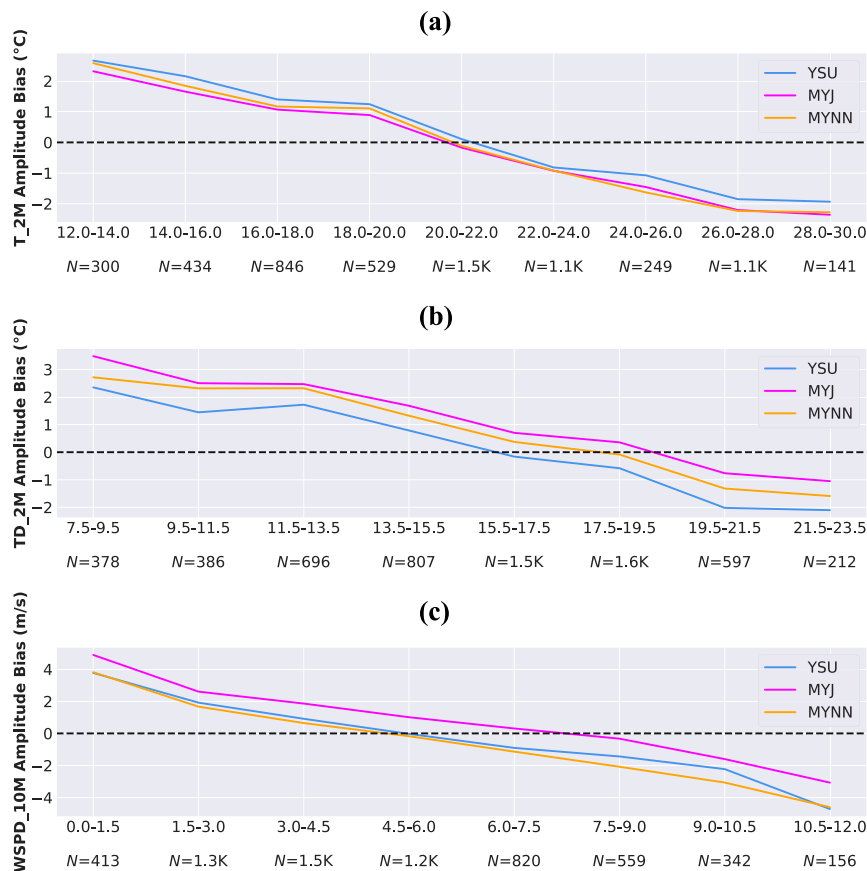 (a)
T_2M Amplitude Bias (°C)
2
1
0
−1
−2
YSU
MYJ
MYNN
12.0-14.0 14.0-16.0 16.0-18.0 18.0-20.0 20.0-22.0 22.0-24.0 24.0-26.0 26.0-28.0 28.0-30.0
N=300 N=434 N=846 N=529 N=1.5K N=1.1K N=249 N=1.1K N=141
(b)
TD_2M Amplitude Bias (°C)
3
2
1
0
−1
−2
YSU
MYJ
MYNN
7.5-9.5 9.5-11.5 11.5-13.5 13.5-15.5 15.5-17.5 17.5-19.5 19.5-21.5 21.5-23.5
N=378 N=386 N=696 N=807 N=1.5K N=1.6K N=597 N=212
(c)
WSPD_10M Amplitude Bias (m/s)
4
2
0
−2
−4
YSU
MYJ
MYNN
0.0-1.5 1.5-3.0 3.0-4.5 4.5-6.0 6.0-7.5 7.5-9.0 9.0-10.5 10.5-12.0
N=413 N=1.3K N=1.5K N=1.2K N=820 N=559 N=342 N=156